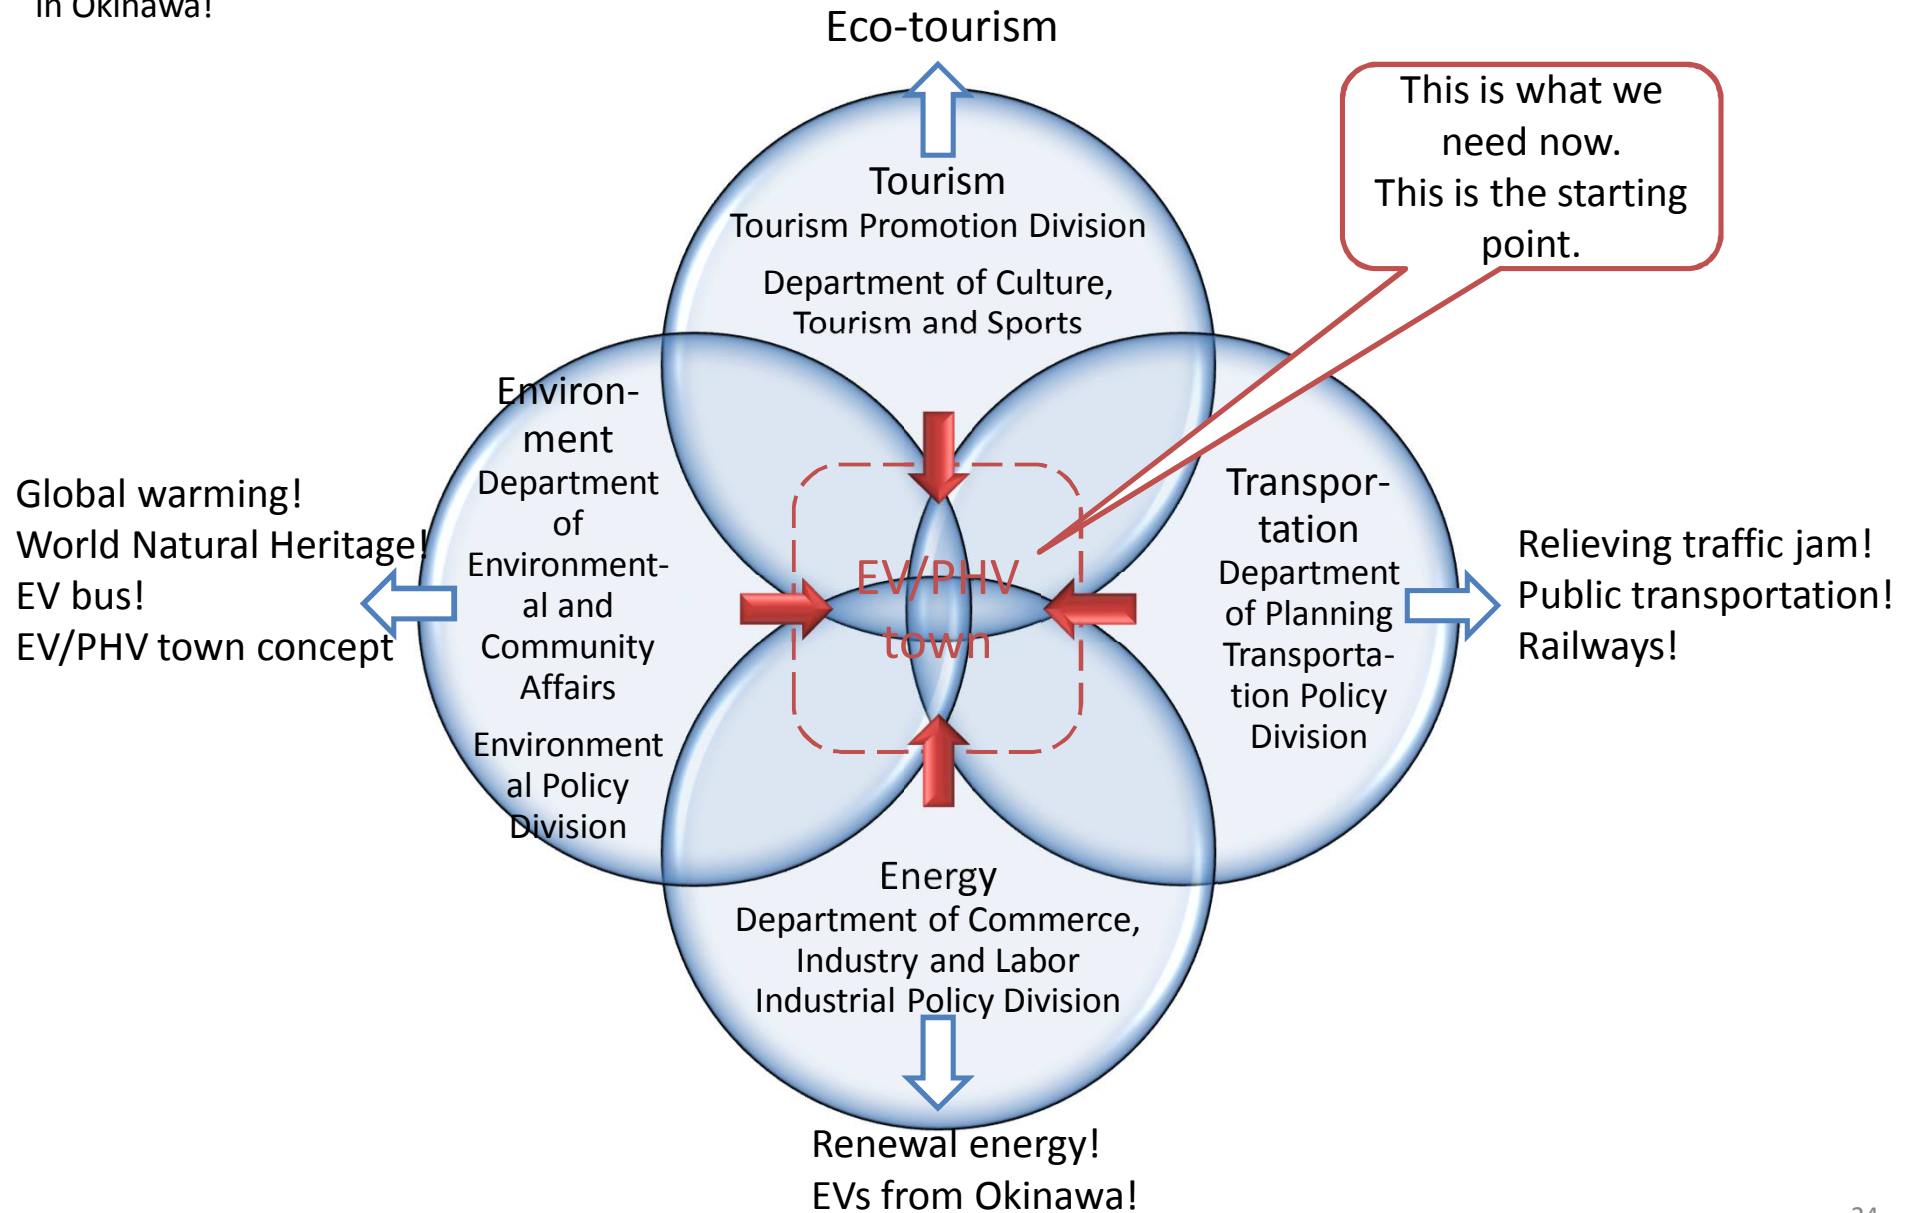 in Okinawa!
Eco-tourism
This is what we
need now.
This is the starting
point.
Tourism
Tourism Promotion Division
Department of Culture,
Tourism and Sports
Environ-
ment
Department
of
Environment-
al and
Community
Affairs
Environment
al Policy
Division
Global warming!
World Natural Heritage!
EV bus!
EV/PHV town concept
EV/PHV
town
Transpor-
tation
Department
of Planning
Transporta-
tion Policy
Division
Relieving traffic jam!
Public transportation!
Railways!
Energy
Department of Commerce,
Industry and Labor
Industrial Policy Division
Renewal energy!
EVs from Okinawa!